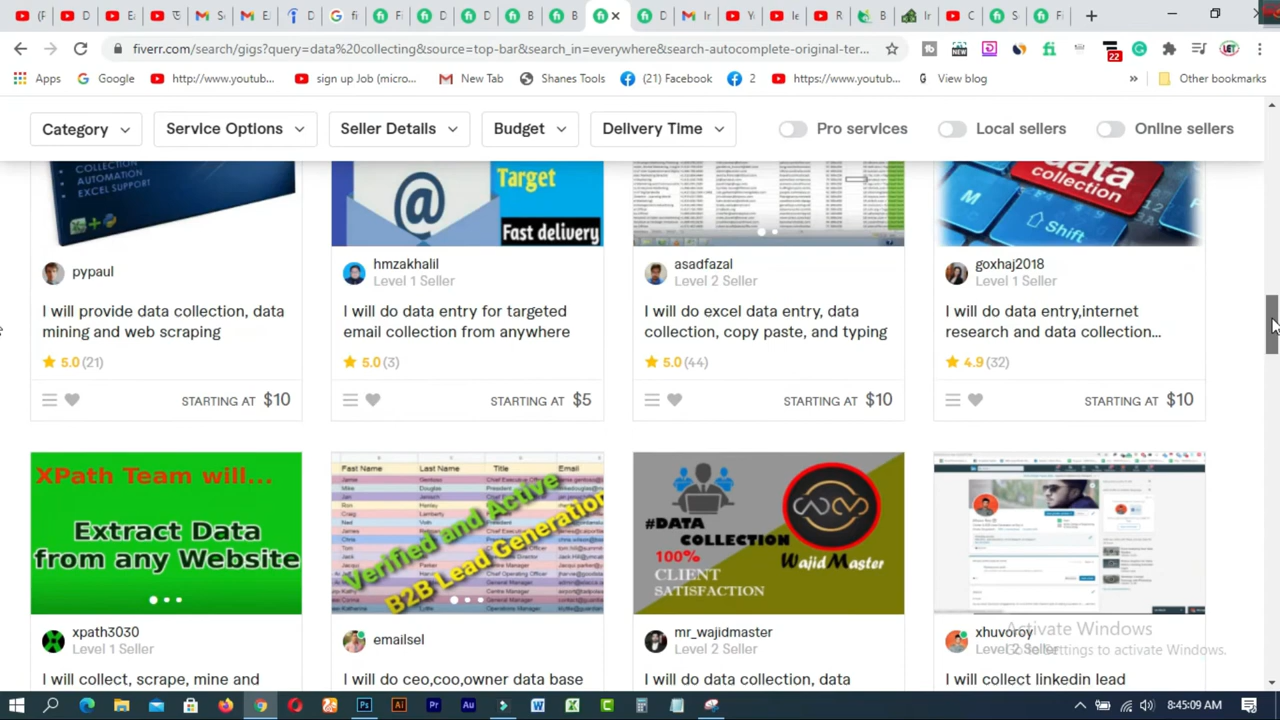 fiverr.com/search/gigs?query=data%20collecting&source=top-bar&search_in=everywhere&search-autocomplete-original-ter...
22
Apps
Google
http://www.youtub...
sign up Job (micro...
New Tab
Shanes Tools
(21) Facebook
2
https://www.youtub...
View blog
»
Other bookmarks
Category
Service Options
Seller Details
Budget
Delivery Time
Pro services
Local sellers
Online sellers
COLLECTION
Target
Fast delivery
Data
collection
M
Shift
pypaul
hmzakhalil
Level 1 Seller
asadfazal
Level 2 Seller
goxhaj2018
Level 1 Seller
I will provide data collection, data
mining and web scraping
I will do data entry for targeted
email collection from anywhere
I will do excel data entry, data
collection, copy paste, and typing
I will do data entry,internet
research and data collection...
5.0 (21)
5.0 (3)
5.0 (44)
4.9 (32)
STARTING AT $10
STARTING AT $5
STARTING AT $10
STARTING AT $10
XPath Team will...
Extract Data
from any Website
First Name Last Name Title Email
#DATA
100%
CLIENT
SATISFACTION
xpath3030
Level 1 Seller
emailsel
mr_wajidmaster
Level 2 Seller
xhuvoroy
Level 2 Seller
I will collect, scrape, mine and
I will do ceo,coo,owner data base
I will data collection, data
I will collect linkedin lead
Activate Windows
Go to Settings to activate Windows.
8:45:09 AM